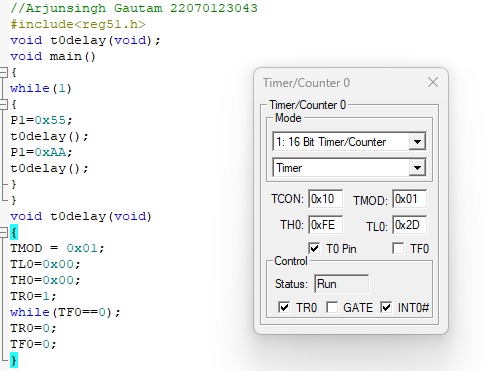 //Arjunsingh Gautam 22070123043
#include<reg51.h>
void t0delay(void);
void main()
{
while(1)
{
P1=0x55;
t0delay();
P1=0xAA;
t0delay();
}
}
void t0delay(void)
{
TMOD = 0x01;
TL0=0x00;
TH0=0x00;
TR0=1;
while(TF0==0);
TR0=0;
TF0=0;
}
Timer/Counter 0
Timer/Counter 0
Mode
1: 16 Bit Timer/Counter
Timer
TCON: 0x10 TMOD: 0x01
TH0: 0xFE TL0: 0x2D
T0 Pin TF0
Control
Status: Run
TR0 GATE INT0#